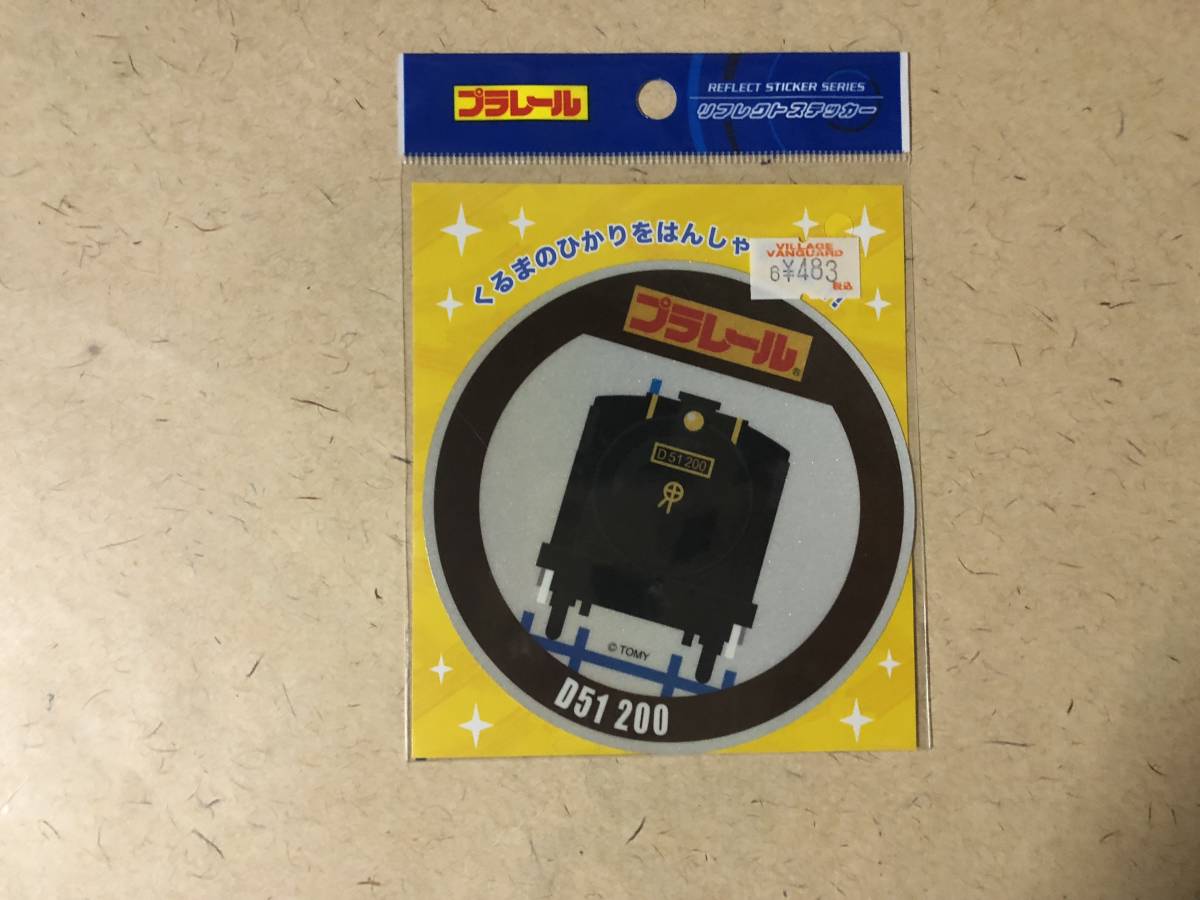 プラレール
REFLECT STICKER SERIES
リフレクトステッカー
くるまのひかりをはんしゃ
VILLAGE
VANGUARD
6 ¥483
税込
プラレール®
D51 200
© TOMY
D51 200